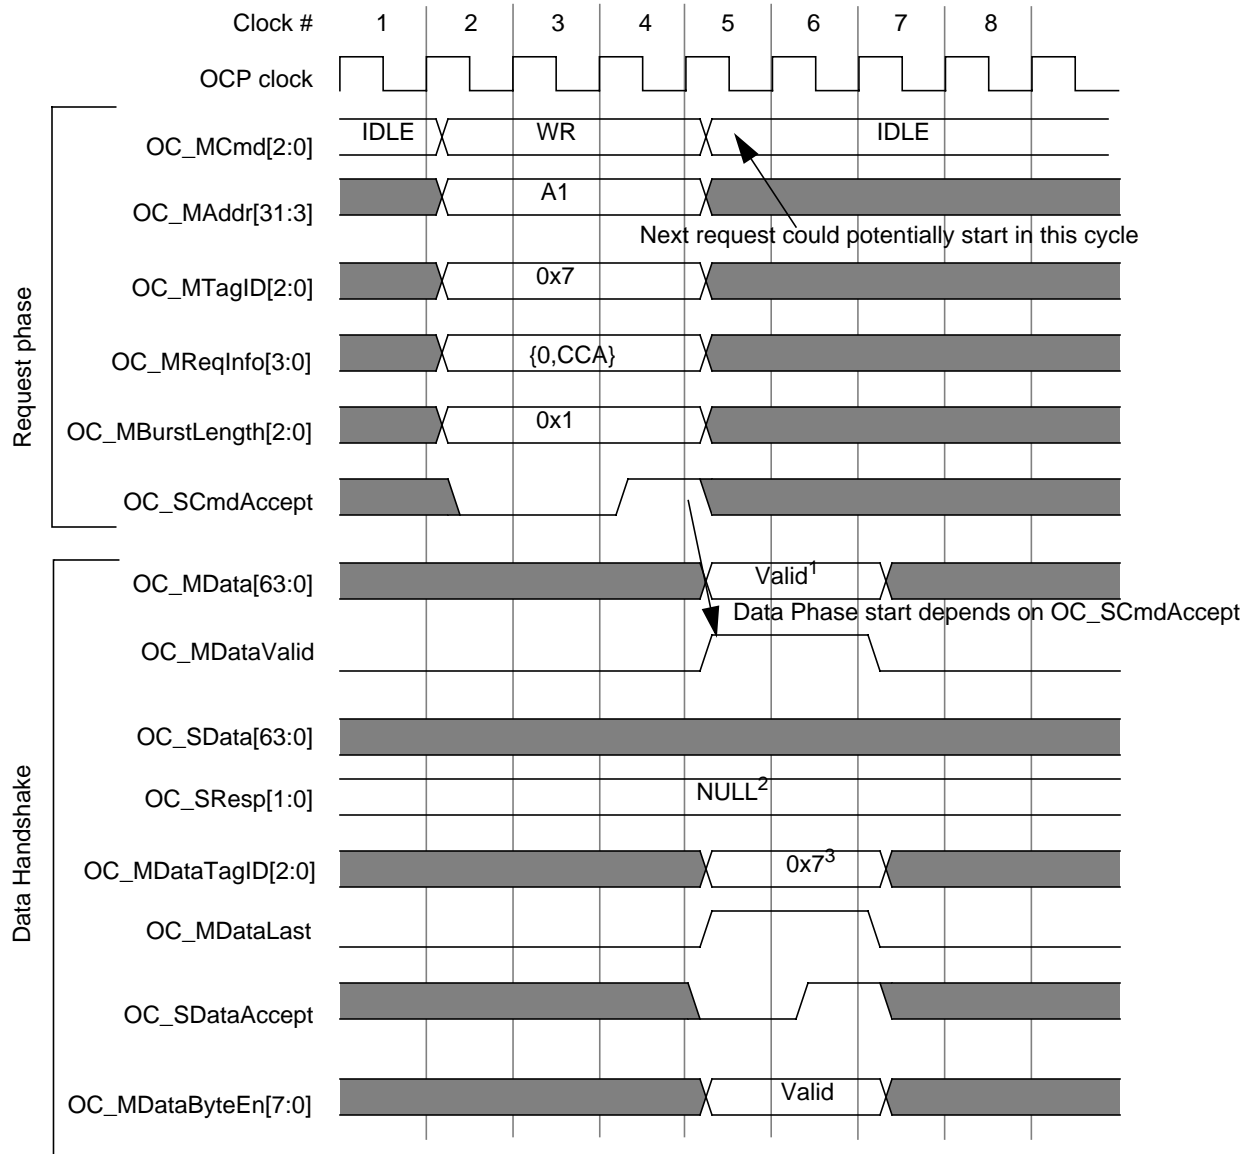 Clock # 1 2 3 4 5 6 7 8
OCP clock
OC_MCmd[2:0] IDLE WR IDLE
OC_MAddr[31:3] A1
Next request could potentially start in this cycle
OC_MTagID[2:0] 0x7
Request phase
OC_MReqInfo[3:0] {0,CCA}
OC_MBurstLength[2:0] 0x1
OC_SCmdAccept
OC_MData[63:0] Valid1
Data Phase start depends on OC_SCmdAccept
OC_MDataValid
OC_SData[63:0]
OC_SResp[1:0] NULL2
Data Handshake
OC_MDataTagID[2:0] 0x73
OC_MDataLast
OC_SDataAccept
OC_MDataByteEn[7:0] Valid